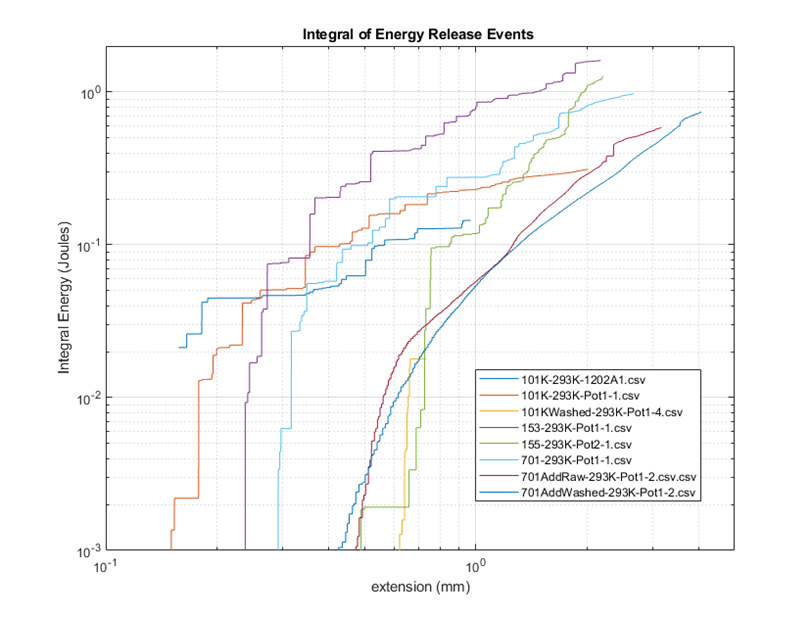 Integral of Energy Release Events
10^0
10^-1
10^-2
10^-3
Integral Energy (Joules)
101K-293K-1202A1.csv
101K-293K-Pot1-1.csv
101KWashed-293K-Pot1-4.csv
153-293K-Pot1-1.csv
155-293K-Pot2-1.csv
701-293K-Pot1-1.csv
701AddRaw-293K-Pot1-2.csv.csv
701AddWashed-293K-Pot1-2.csv
10^-1 10^0
extension (mm)